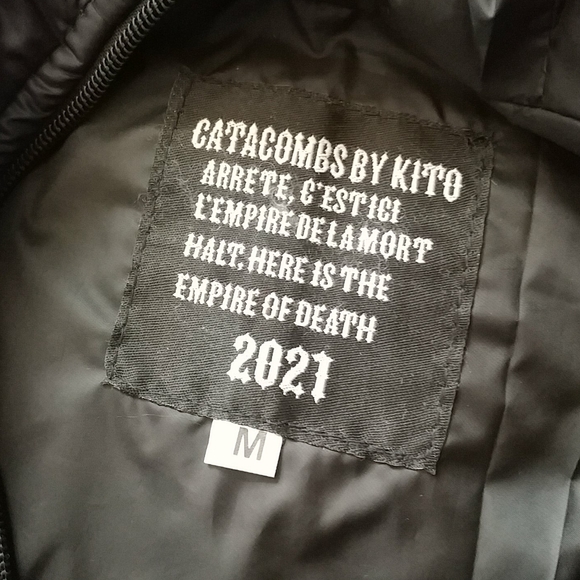 CATACOMBS BY KITO
ARRETE, C'EST ICI
L'EMPIRE DE LA MORT
HALT, HERE IS THE
EMPIRE OF DEATH
2021
M